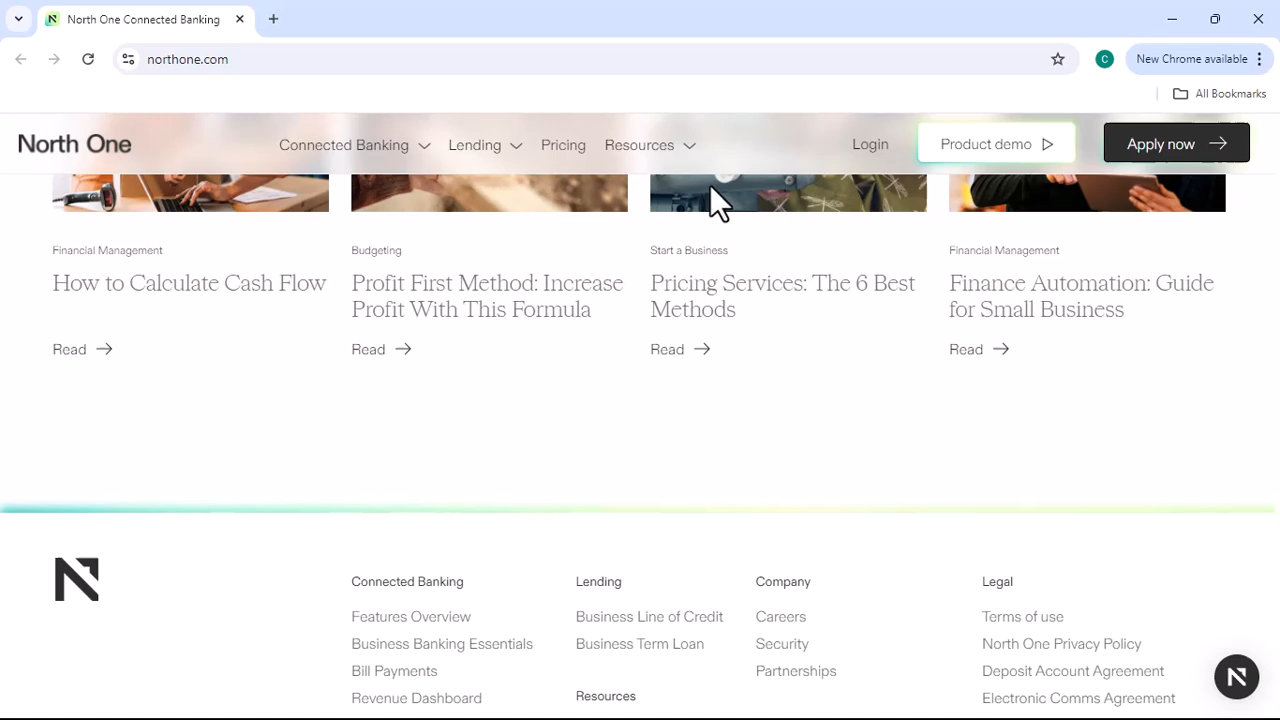 North One Connected Banking
northone.com
C
New Chrome available
All Bookmarks
North One
Connected Banking
Lending
Pricing
Resources
Login
Product demo
Apply now
Financial Management
Budgeting
Start a Business
Financial Management
How to Calculate Cash Flow
Profit First Method: Increase
Profit With This Formula
Pricing Services: The 6 Best
Methods
Finance Automation: Guide
for Small Business
Read
Read
Read
Read
Connected Banking
Features Overview
Business Banking Essentials
Bill Payments
Revenue Dashboard
Lending
Business Line of Credit
Business Term Loan
Resources
Company
Careers
Security
Partnerships
Legal
Terms of use
North One Privacy Policy
Deposit Account Agreement
Electronic Comms Agreement